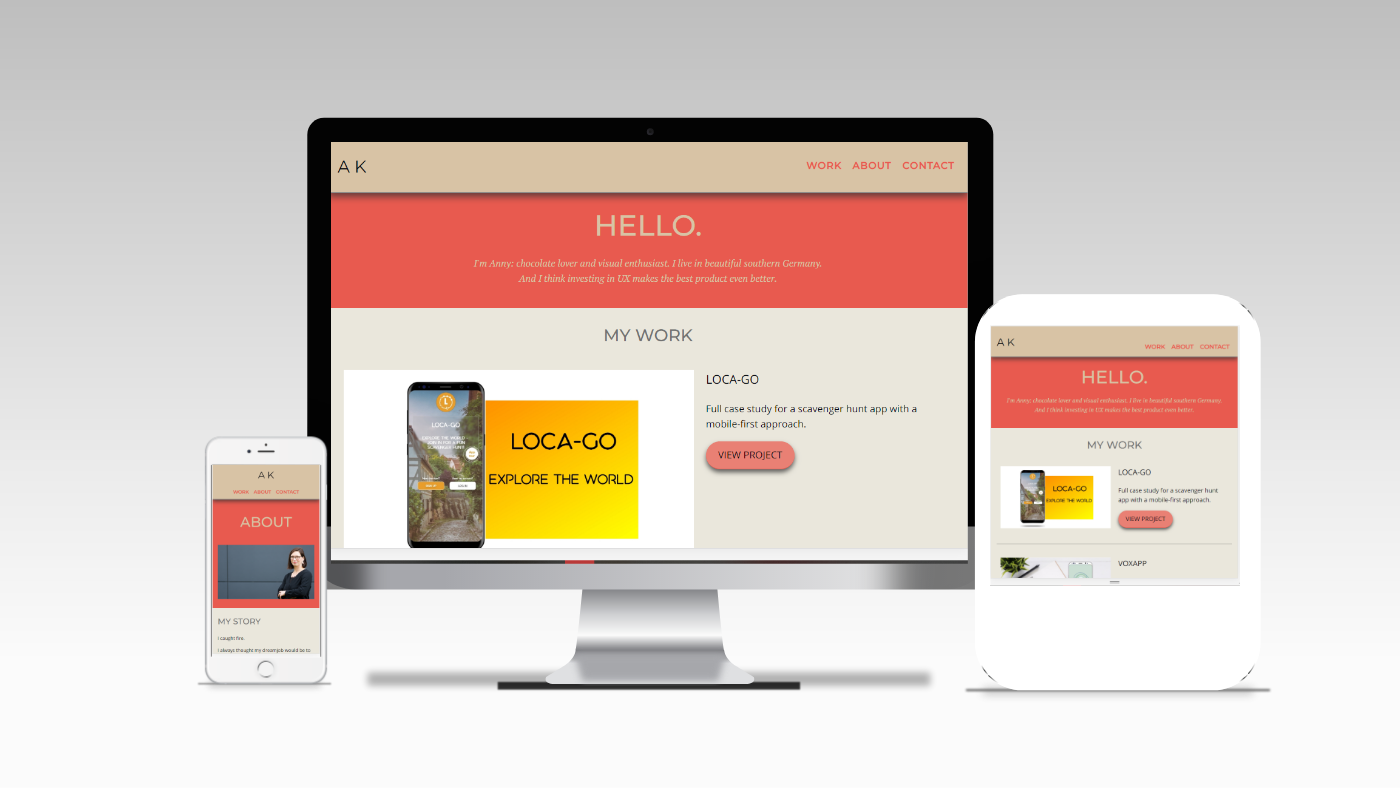 A K
WORK ABOUT CONTACT
HELLO.
I'm Anny: chocolate lover and visual enthusiast. I live in beautiful southern Germany.
And I think investing in UX makes the best product even better.
MY WORK
LOCA-GO
EXPLORE THE WORLD
LOCA-GO
EXPLORE THE WORLD
LOCA-GO
Full case study for a scavenger hunt app with a
mobile-first approach.
VIEW PROJECT
A K
WORK ABOUT CONTACT
ABOUT
MY STORY
I caught fire.
I always thought my dreamjob would be to
A K
WORK ABOUT CONTACT
HELLO.
I'm Anny: chocolate lover and visual enthusiast. I live in beautiful southern Germany.
And I think investing in UX makes the best product even better.
MY WORK
LOCA-GO
EXPLORE THE WORLD
LOCA-GO
Full case study for a scavenger hunt
app with a mobile-first approach.
VIEW PROJECT
VOXAPP